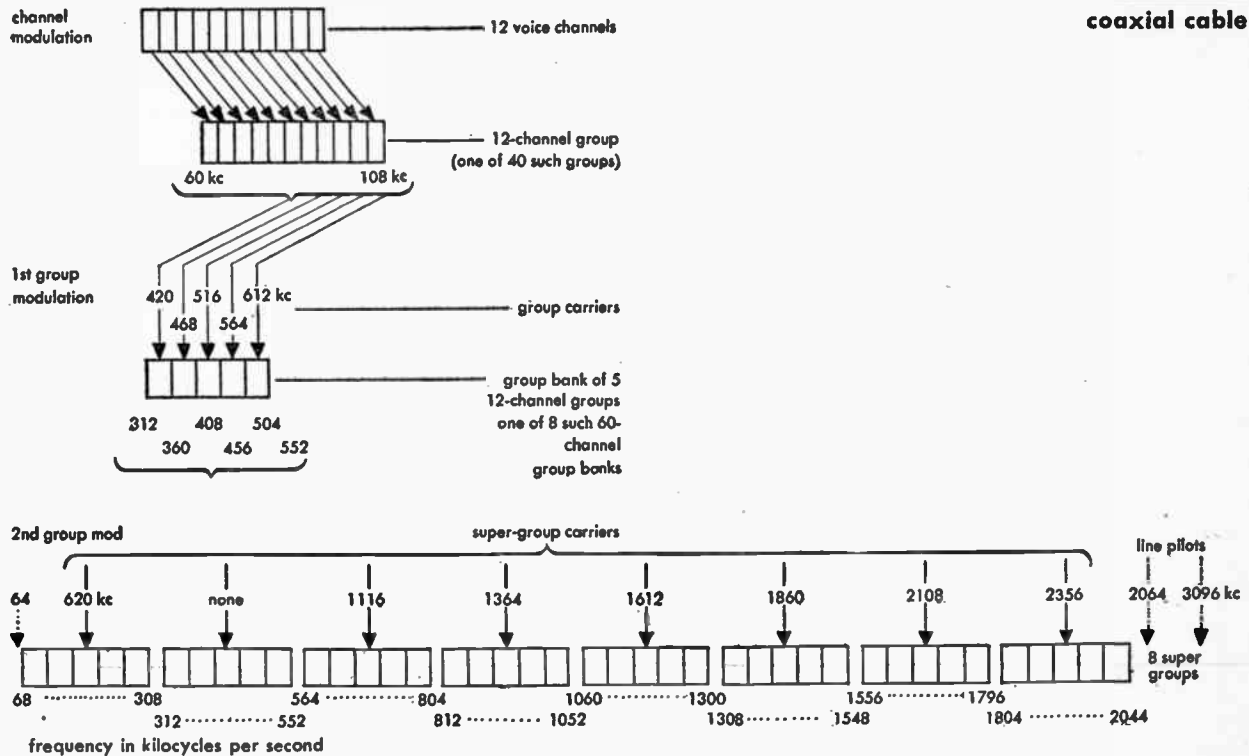 coaxial cable
channel
modulation
12 voice channels
12-channel group
(one of 40 such groups)
60 kc 108 kc
1st group
modulation
420 516 612 kc
468 564
group carriers
group bank of 5
12-channel groups
one of 8 such 60-
channel
group banks
312 408 504
360 456 552
2nd group mod
super-group carriers
line pilots
64 620 kc none 1116 1364 1612 1860 2108 2356 2064 3096 kc
8 super
groups
68 ............ 308 564 ............ 804 1060 ............ 1300 1556 ............ 1796
312 ............ 552 812 ............ 1052 1308 ............ 1548 1804 ............ 2044
frequency in kilocycles per second